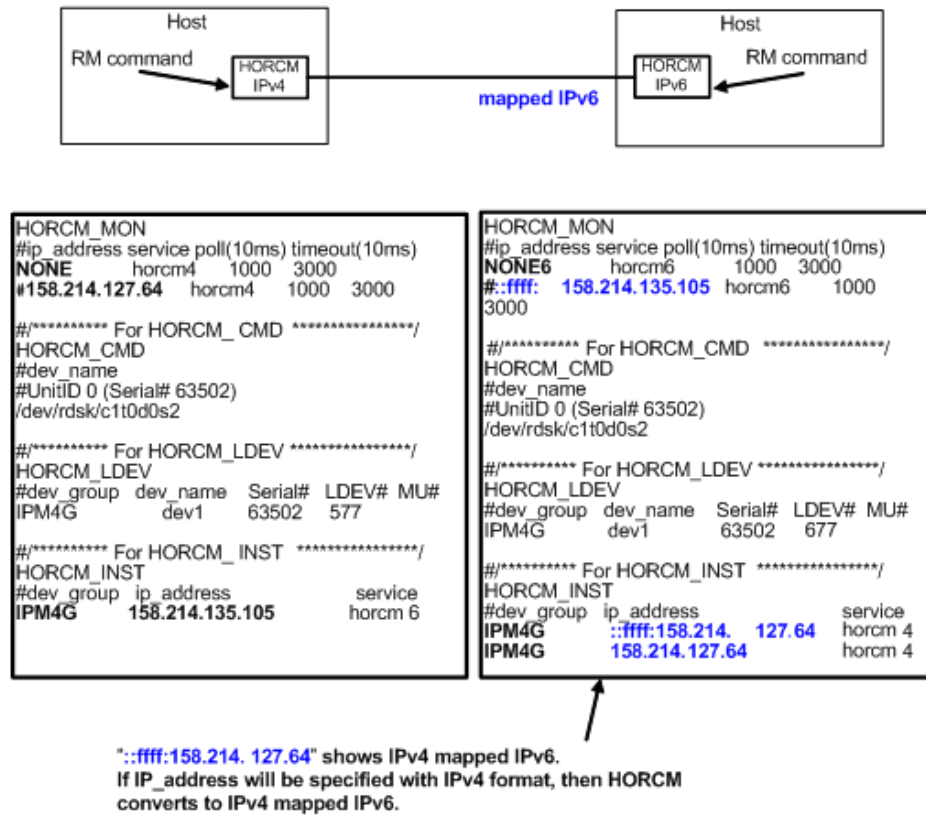 Host
RM command
HORCM
IPv4
mapped IPv6
Host
HORCM
IPv6
RM command
HORCM_MON
#ip_address service poll(10ms) timeout(10ms)
NONE horcm4 1000 3000
#158.214.127.64 horcm4 1000 3000
#/********** For HORCM_ CMD ****************/
HORCM_CMD
#dev_name
#UnitID 0 (Serial# 63502)
/dev/rdsk/c1t0d0s2
#/********** For HORCM_LDEV ****************/
HORCM_LDEV
#dev_group dev_name Serial# LDEV# MU#
IPM4G dev1 63502 577
#/********** For HORCM_ INST ****************/
HORCM_INST
#dev_group ip_address service
IPM4G 158.214.135.105 horcm 6
HORCM_MON
#ip_address service poll(10ms) timeout(10ms)
NONE6 horcm6 1000 3000
#::ffff: 158.214.135.105 horcm6 1000
3000
#/********** For HORCM_CMD ****************/
HORCM_CMD
#dev_name
#UnitID 0 (Serial# 63502)
/dev/rdsk/c1t0d0s2
#/********** For HORCM_LDEV ****************/
HORCM_LDEV
#dev_group dev_name Serial# LDEV# MU#
IPM4G dev1 63502 677
#/********** For HORCM_INST ****************/
HORCM_INST
#dev_group ip_address service
IPM4G ::ffff:158.214. 127.64 horcm 4
IPM4G 158.214.127.64 horcm 4
"::ffff:158.214. 127.64" shows IPv4 mapped IPv6.
If IP_address will be specified with IPv4 format, then HORCM
converts to IPv4 mapped IPv6.